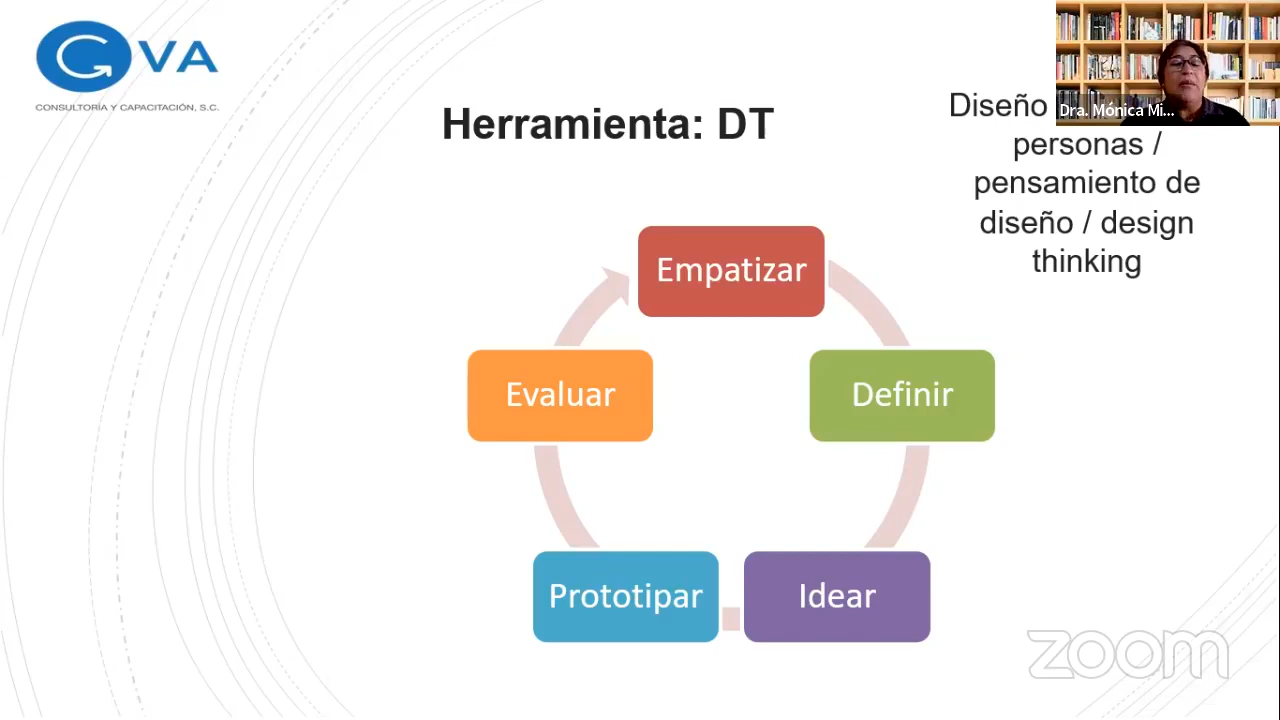 GVA
CONSULTORÍA Y CAPACITACIÓN, S.C.
Herramienta: DT
Diseño
personas /
pensamiento de
diseño / design
thinking
Dra. Mónica Mi...
Empatizar
Evaluar
Definir
Prototipar
Idear
zoom